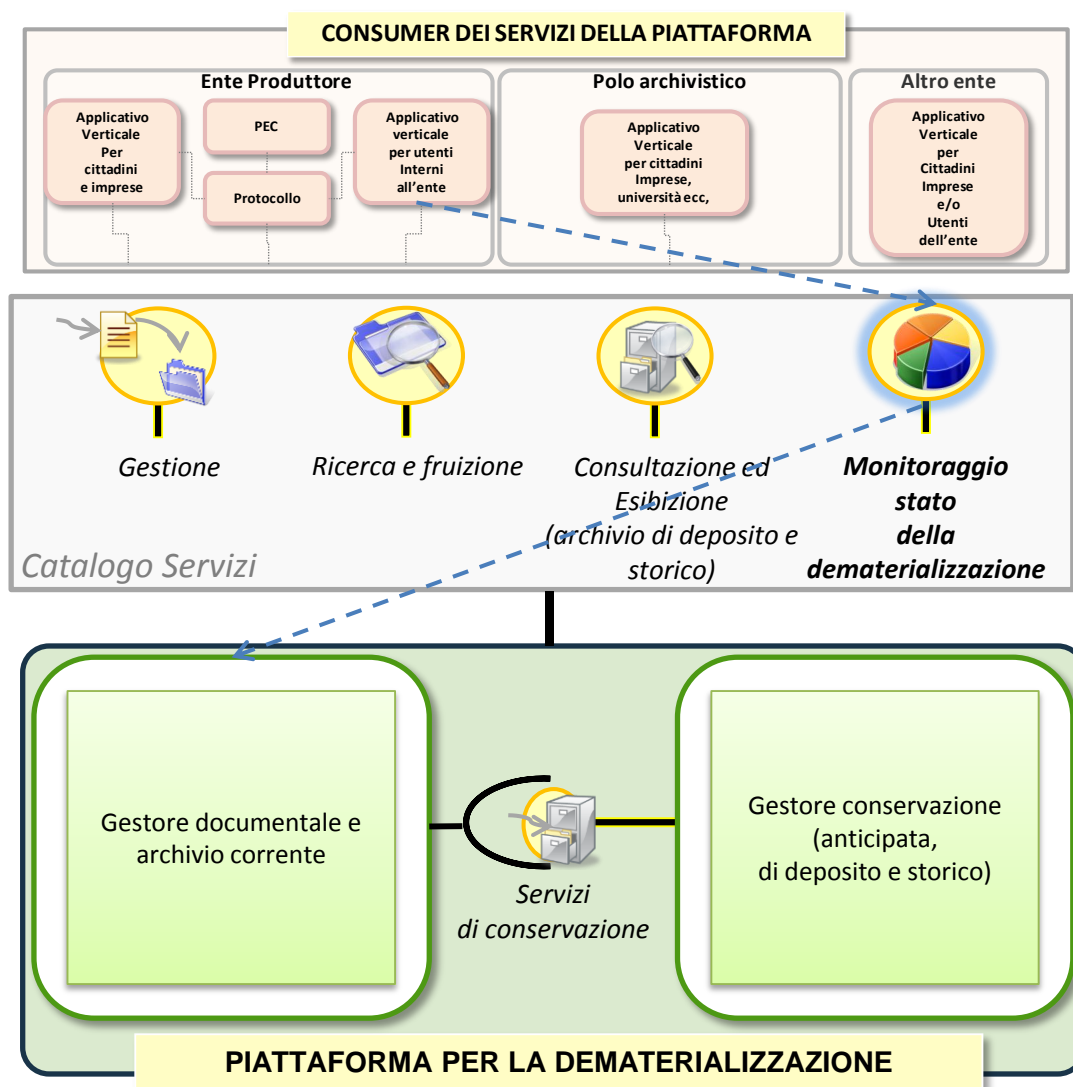 CONSUMER DEI SERVIZI DELLA PIATTAFORMA
Ente Produttore
Applicativo
Verticale
Per
cittadini
e imprese
PEC
Protocollo
Applicativo
verticale
per utenti
Interni
all'ente
Polo archivistico
Applicativo
Verticale
per cittadini
Imprese,
università ecc,
Altro ente
Applicativo
Verticale
per
Cittadini
Imprese
e/o
Utenti
dell'ente
Gestione
Ricerca e fruizione
Consultazione ed
Esibizione
(archivio di deposito e
storico)
Monitoraggio
stato
della
dematerializzazione
Catalogo Servizi
Gestore documentale e
archivio corrente
Servizi
di conservazione
Gestore conservazione
(anticipata,
di deposito e storico)
PIATTAFORMA PER LA DEMATERIALIZZAZIONE